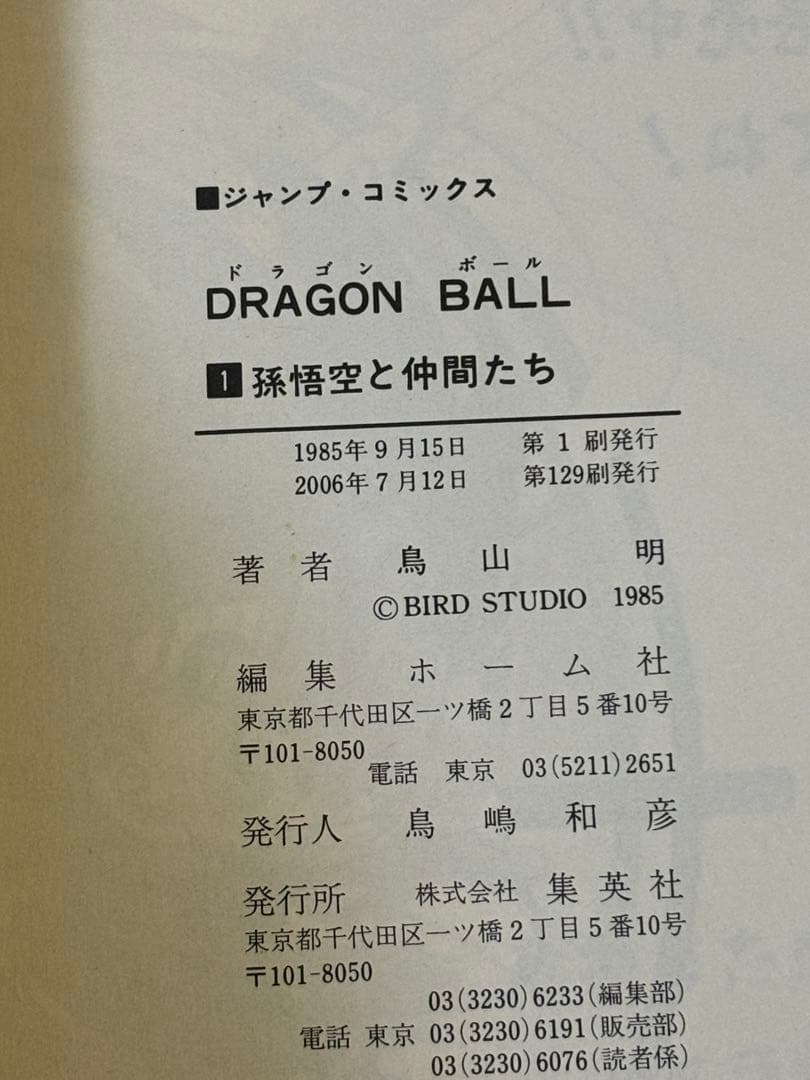 ■ジャンプ・コミックス
ドラゴン ボール
DRAGON BALL
1 孫悟空と仲間たち
1985年9月15日 第1刷発行
2006年7月12日 第129刷発行
著者 鳥山 明
©BIRD STUDIO 1985
編集 ホーム社
東京都千代田区一ツ橋2丁目5番10号
〒101-8050
電話 東京 03(5211)2651
発行人 鳥嶋和彦
発行所 株式会社 集英社
東京都千代田区一ツ橋2丁目5番10号
〒101-8050
03(3230)6233(編集部)
電話 東京 03(3230)6191(販売部)
03(3230)6076(読者係)